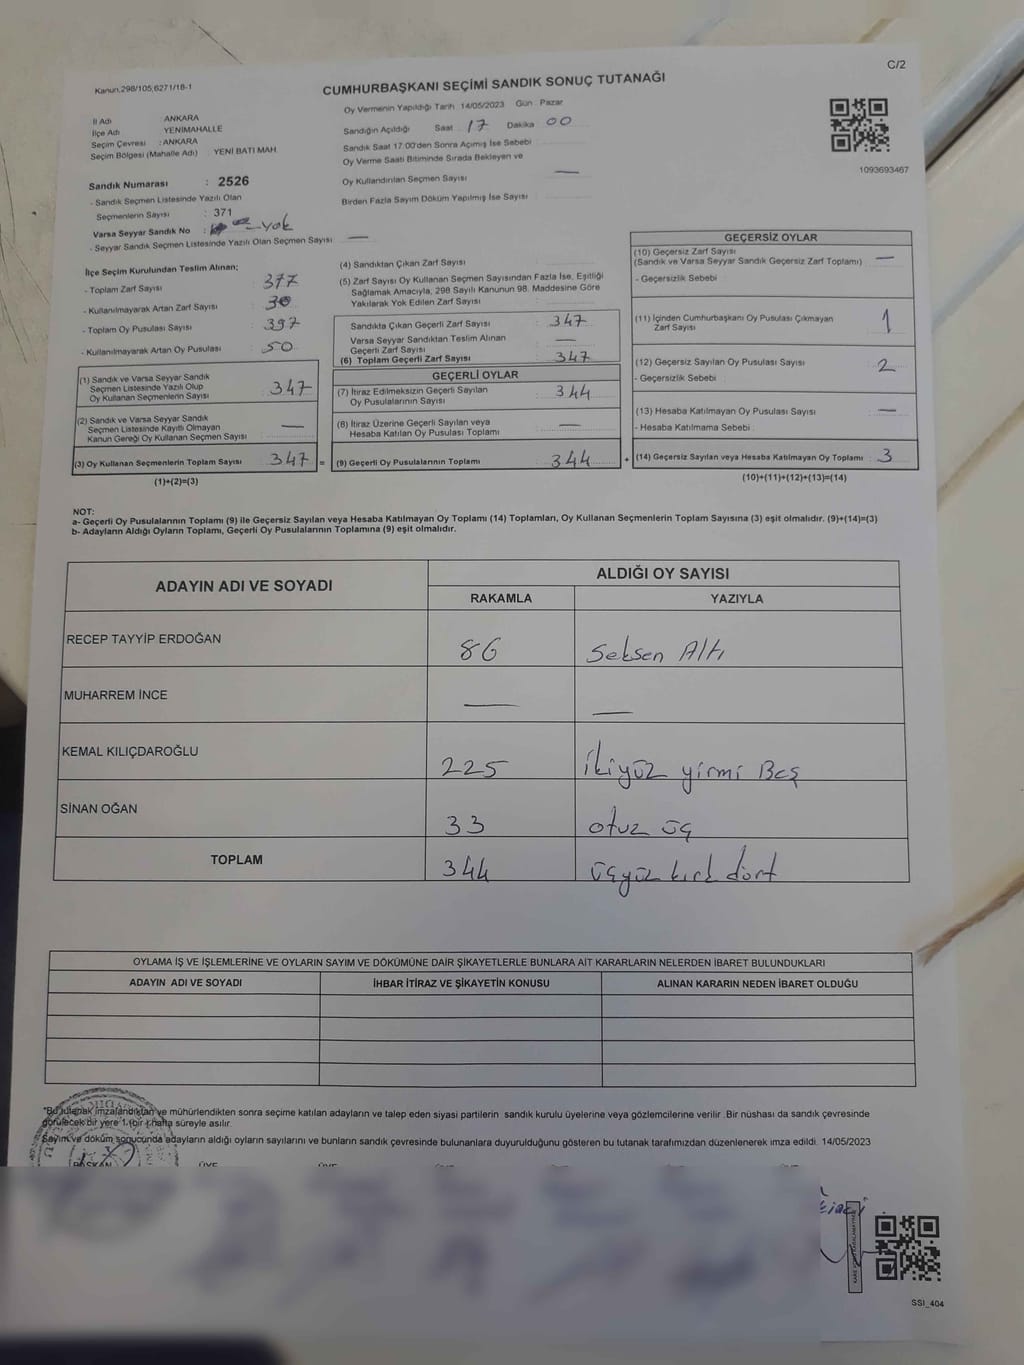 C/2
Kanun.298/105;6271/18-1
CUMHURBAŞKANI SEÇİMİ SANDIK SONUÇ TUTANAĞI
İl Adı ANKARA
İlçe Adı YENİMAHALLE
Seçim Çevresi : ANKARA
Seçim Bölgesi (Mahalle Adı) : YENİ BATI MAH.
Oy Vermenin Yapıldığı Tarih 14/05/2023 Gün : Pazar
Sandığın Açıldığı Saat 17 Dakika 00
Sandık Saat 17:00'den Sonra Açımış İse Sebebi
Oy Verme Saati Bitiminde Sırada Bekleyen ve
Oy Kullandırılan Seçmen Sayısı —
Birden Fazla Sayım Döküm Yapılmış İse Sayısı :
1093693467
Sandık Numarası : 2526
- Sandık Seçmen Listesinde Yazılı Olan
Seçmenlerin Sayısı : 371
Varsa Seyyar Sandık No : — yok
- Seyyar Sandık Seçmen Listesinde Yazılı Olan Seçmen Sayısı —
İlçe Seçim Kurulundan Teslim Alınan;
- Toplam Zarf Sayısı : 377
- Kullanılmayarak Artan Zarf Sayısı : 30
- Toplam Oy Pusulası Sayısı : 397
- Kullanılmayarak Artan Oy Pusulası : 50
(1) Sandık ve Varsa Seyyar Sandık
Seçmen Listesinde Yazılı Olup
Oy Kullanan Seçmenlerin Sayısı : 347
(2) Sandık ve Varsa Seyyar Sandık
Seçmen Listesinde Kayıtlı Olmayan
Kanun Gereği Oy Kullanan Seçmen Sayısı : —
(3) Oy Kullanan Seçmenlerin Toplam Sayısı : 347 =
(1)+(2)=(3)
(4) Sandıktan Çıkan Zarf Sayısı :
(5) Zarf Sayısı Oy Kullanan Seçmen Sayısından Fazla İse, Eşitliği
Sağlamak Amacıyla, 298 Sayılı Kanunun 98. Maddesine Göre
Yakılarak Yok Edilen Zarf Sayısı :
Sandıkta Çıkan Geçerli Zarf Sayısı : 347
Varsa Seyyar Sandıktan Teslim Alınan
Geçerli Zarf Sayısı : —
(6) Toplam Geçerli Zarf Sayısı : 347
GEÇERLİ OYLAR
(7) İtiraz Edilmeksizin Geçerli Sayılan
Oy Pusulalarının Sayısı : 344
(8) İtiraz Üzerine Geçerli Sayılan veya
Hesaba Katılan Oy Pusulası Toplamı : —
(9) Geçerli Oy Pusulalarının Toplamı : 344 +
GEÇERSİZ OYLAR
(10) Geçersiz Zarf Sayısı
(Sandık ve Varsa Seyyar Sandık Geçersiz Zarf Toplamı) : —
- Geçersizlik Sebebi :
(11) İçinden Cumhurbaşkanı Oy Pusulası Çıkmayan
Zarf Sayısı : 1
(12) Geçersiz Sayılan Oy Pusulası Sayısı : 2
- Geçersizlik Sebebi :
(13) Hesaba Katılmayan Oy Pusulası Sayısı : —
- Hesaba Katılmama Sebebi :
(14) Geçersiz Sayılan veya Hesaba Katılmayan Oy Toplamı : 3
(10)+(11)+(12)+(13)=(14)
NOT:
a- Geçerli Oy Pusulalarının Toplamı (9) ile Geçersiz Sayılan veya Hesaba Katılmayan Oy Toplamı (14) Toplamları, Oy Kullanan Seçmenlerin Toplam Sayısına (3) eşit olmalıdır. (9)+(14)=(3)
b- Adayların Aldığı Oyların Toplamı, Geçerli Oy Pusulalarının Toplamına (9) eşit olmalıdır.
ADAYIN ADI VE SOYADI ALDIĞI OY SAYISI
RAKAMLA YAZIYLA
RECEP TAYYİP ERDOĞAN 86 Seksen Altı
MUHARREM İNCE — —
KEMAL KILIÇDAROĞLU 225 İkiyüz yirmi Beş
SİNAN OĞAN 33 otuz üç
TOPLAM 344 üçyüz kırk dört
OYLAMA İŞ VE İŞLEMLERİNE VE OYLARIN SAYIM VE DÖKÜMÜNE DAİR ŞİKAYETLERLE BUNLARA AİT KARARLARIN NELERDEN İBARET BULUNDUKLARI
ADAYIN ADI VE SOYADI İHBAR İTİRAZ VE ŞİKAYETİN KONUSU ALINAN KARARIN NEDEN İBARET OLDUĞU
*Bu tutanak imzalandıktan ve mühürlendikten sonra seçime katılan adayların ve talep eden siyasi partilerin sandık kurulu üyelerine veya gözlemcilerine verilir .Bir nüshası da sandık çevresinde
görülecek bir yere 1 (bir ) hafta süreyle asılır.
Sayım ve döküm sonucunda adayların aldığı oyların sayılarını ve bunların sandık çevresinde bulunanlara duyurulduğunu gösteren bu tutanak tarafımızdan düzenlenerek imza edildi. 14/05/2023
BAŞKAN ÜYE ÜYE
SSI_404